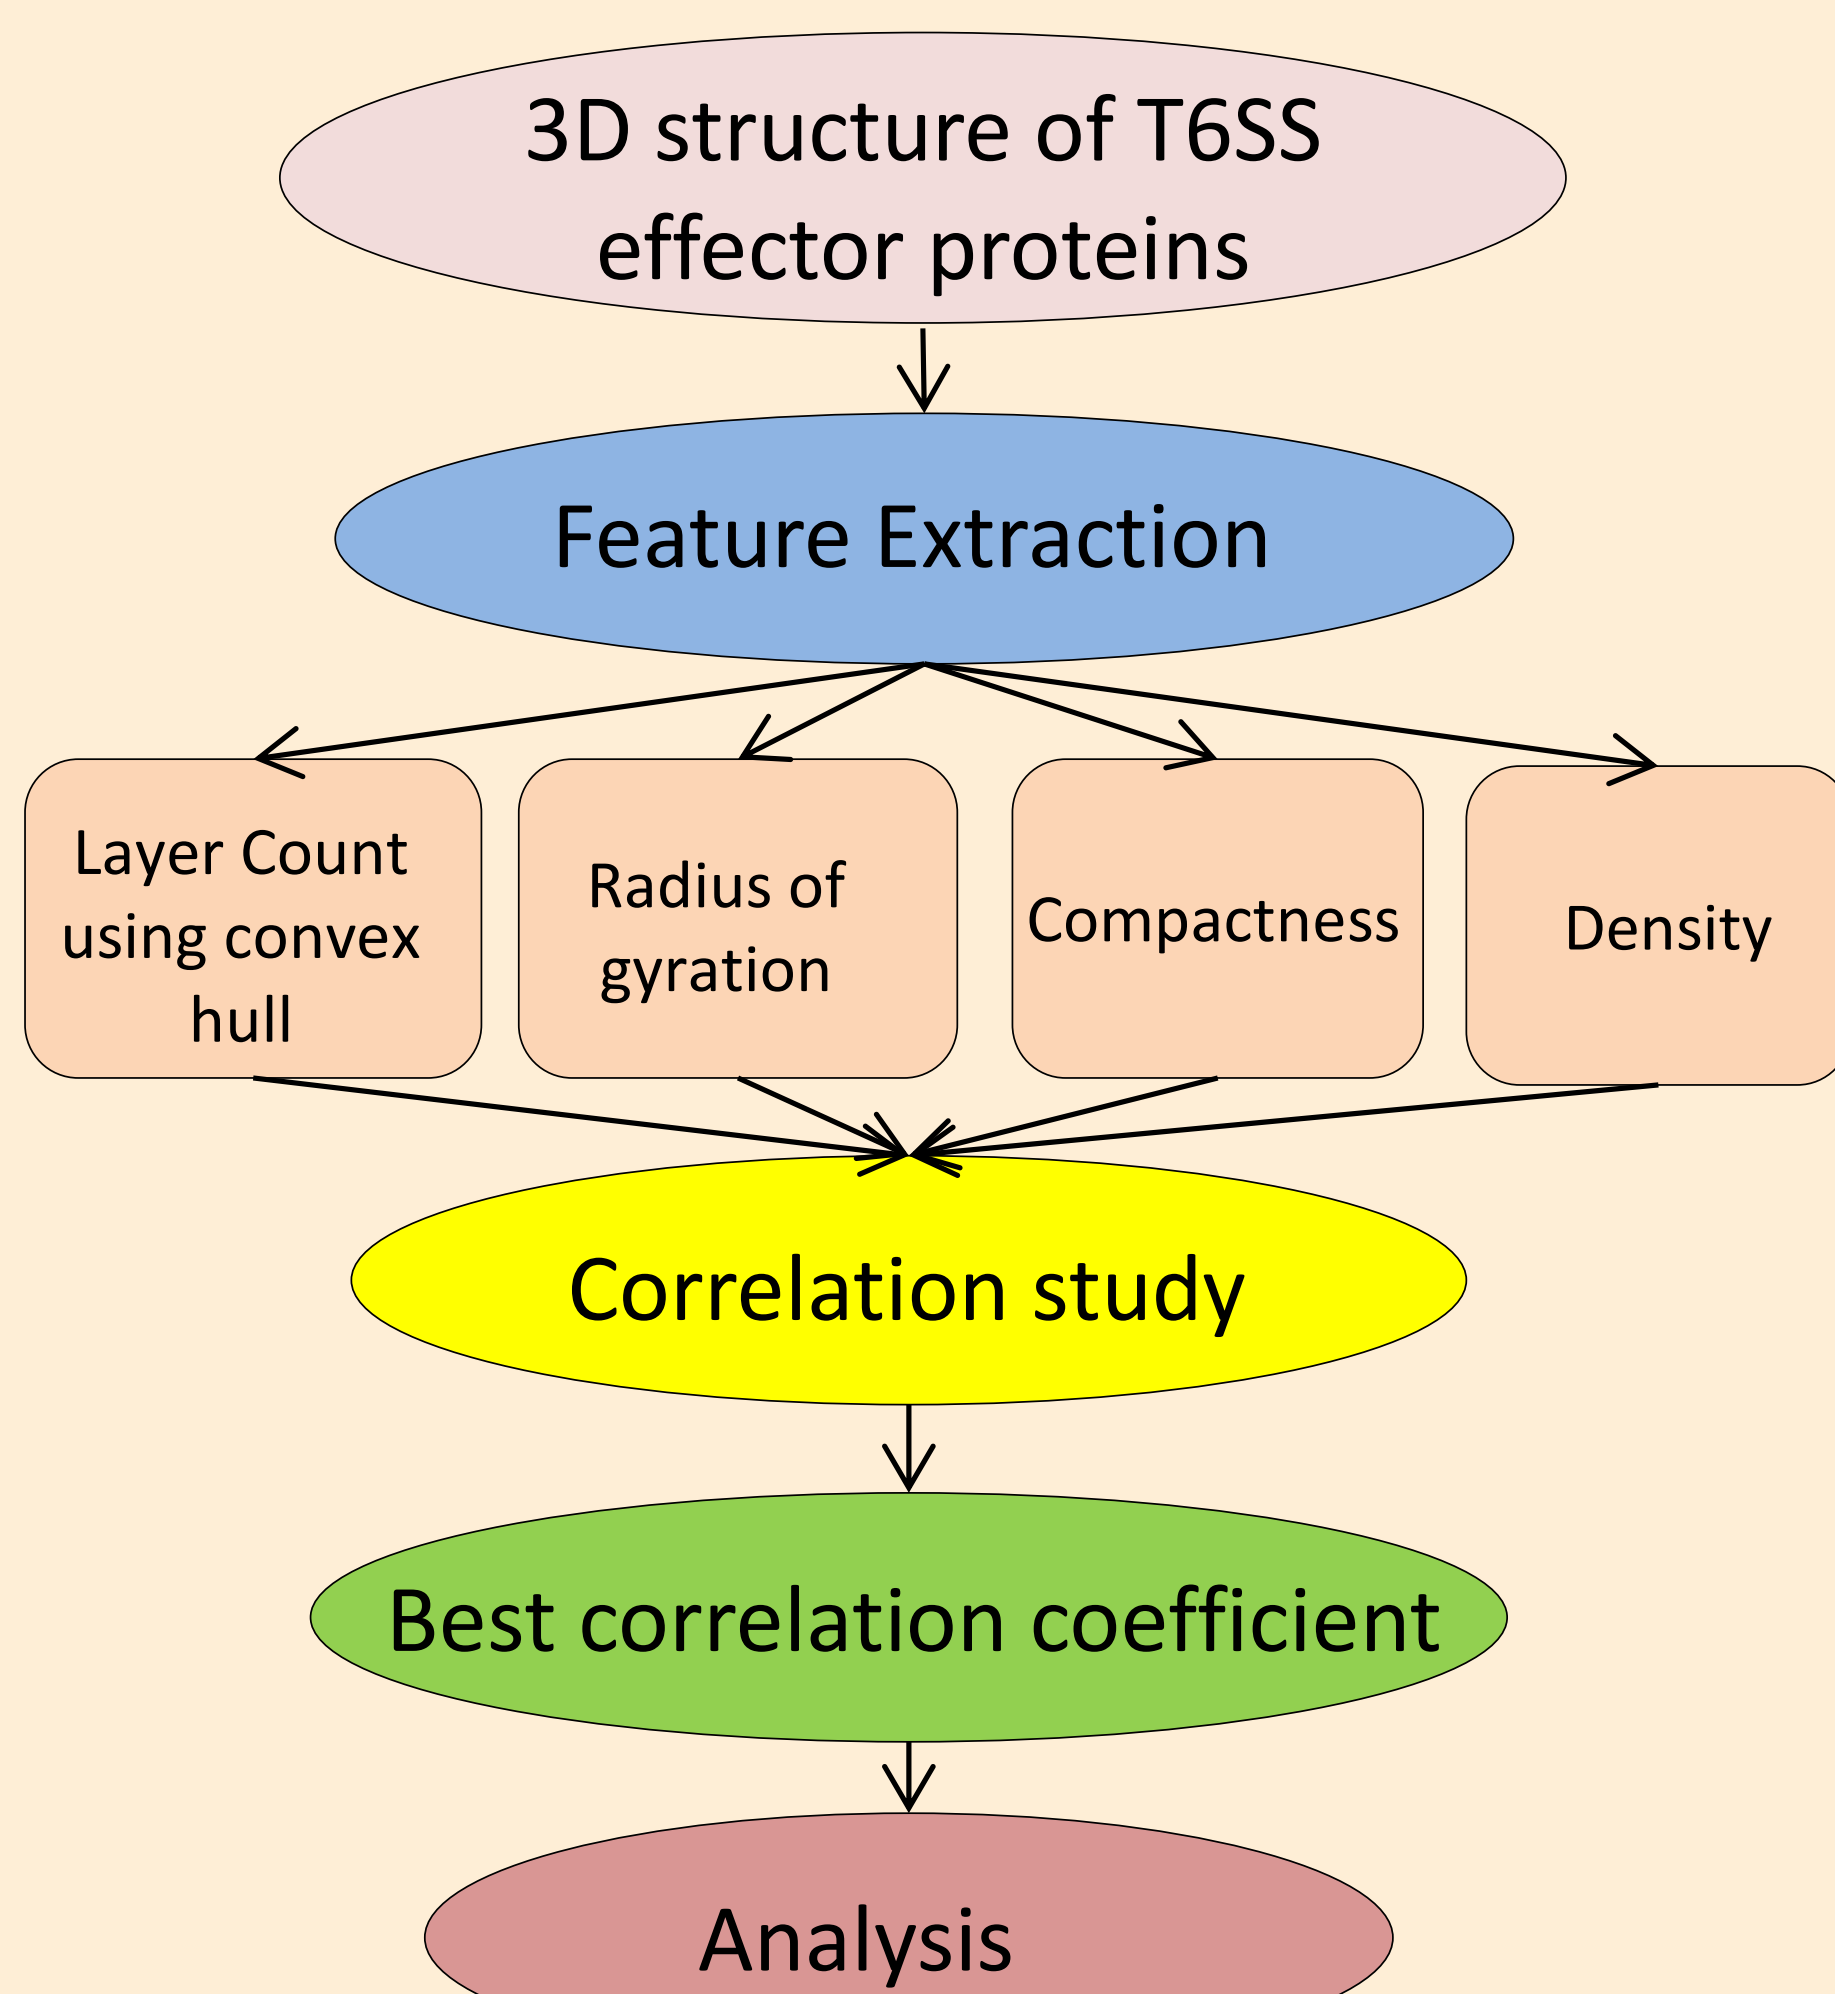 3D structure of T6SS
effector proteins
Feature Extraction
Layer Count
using convex
hull
Radius of
gyration
Compactness
Density
Correlation study
Best correlation coefficient
Analysis